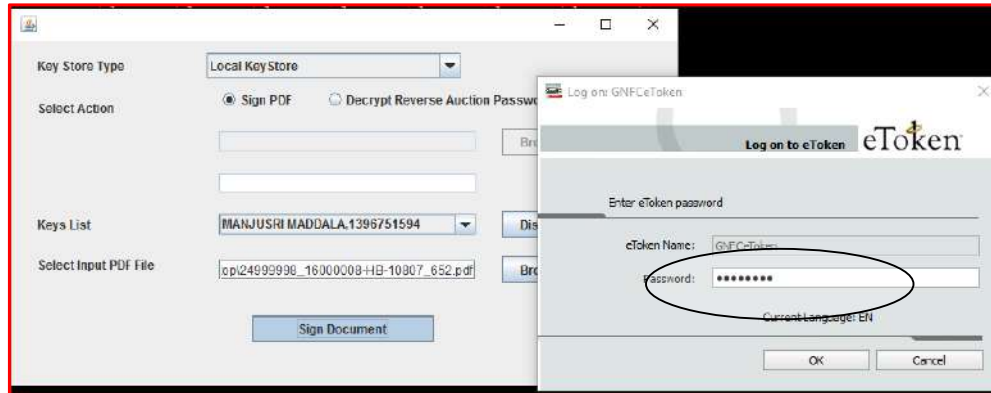 Key Store Type
Local KeyStore
Select Action
Sign PDF
Decrypt Reverse Auction Passwo
Bro
Keys List
MANJUSRI MADDALA,1396751594
Dis
Select Input PDF File
op\24999998_16000008-HB-10807_652.pdf
Bro
Sign Document
Log on: GNFCeToken
Log on to eToken
eToken
Enter eToken password
eToken Name:
GNFCeToken
Password:
••••••••
Current Language: EN
OK
Cancel